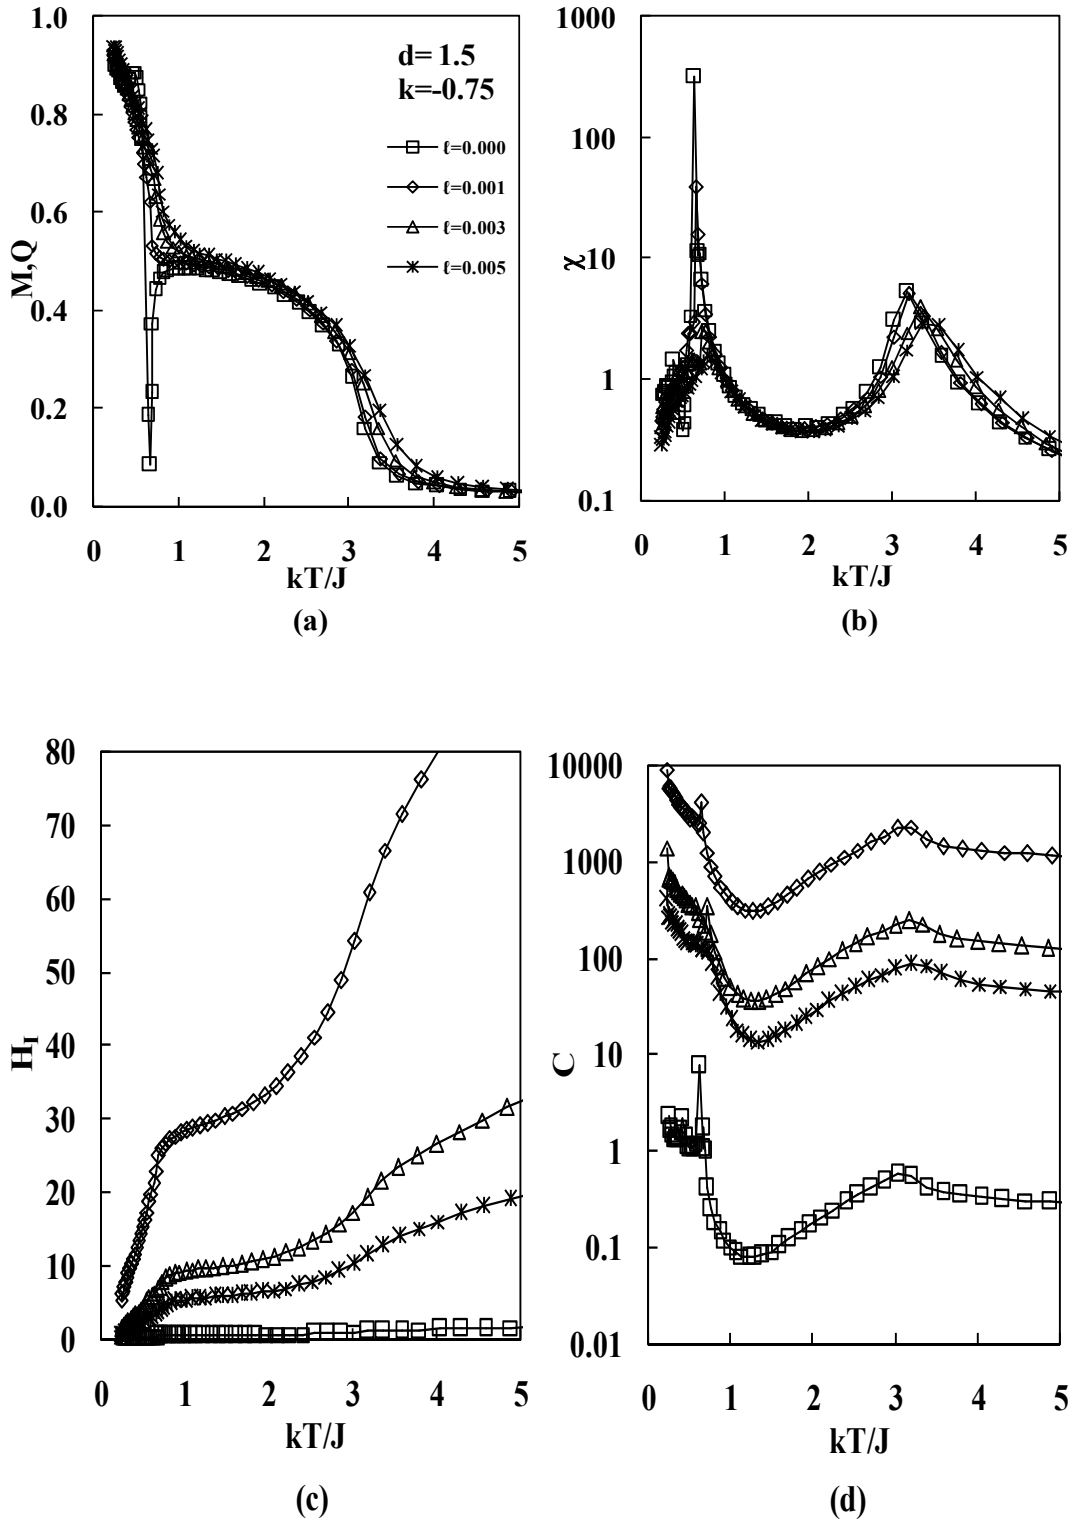 1.0
0.8
0.6
0.4
0.2
0.0
M,Q
d= 1.5
k=-0.75
ℓ=0.000
ℓ=0.001
ℓ=0.003
ℓ=0.005
0 1 2 3 4 5
kT/J
(a)
1000
100
10
1
0.1
χ
0 1 2 3 4 5
kT/J
(b)
80
70
60
50
40
30
20
10
0
H_I
0 1 2 3 4 5
kT/J
(c)
10000
1000
100
10
1
0.1
0.01
C
0 1 2 3 4 5
kT/J
(d)